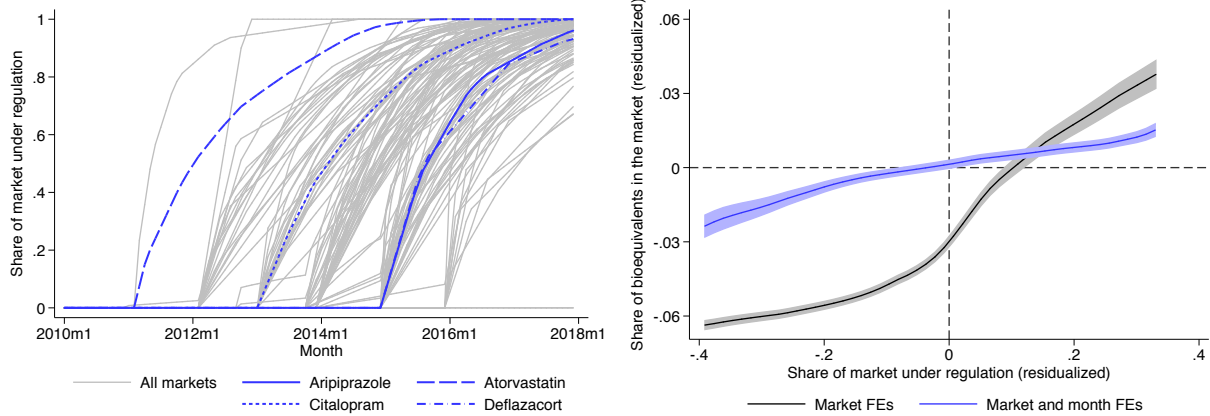 Share of market under regulation
1
.8
.6
.4
.2
0
2010m1 2012m1 2014m1 2016m1 2018m1
Month
All markets Aripiprazole Atorvastatin
Citalopram Deflazacort
Share of bioequivalents in the market (residualized)
.06
.03
0
-.03
-.06
-.4 -.2 0 .2 .4
Share of market under regulation (residualized)
Market FEs Market and month FEs